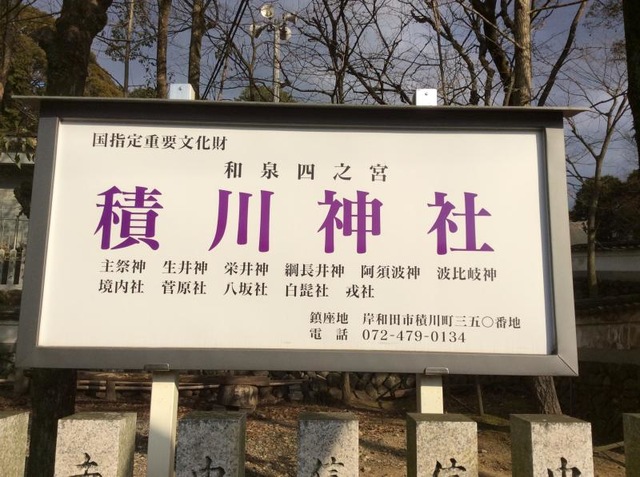 国指定重要文化財
和泉四之宮
積川神社
主祭神 生井神 栄井神 綱長井神 阿須波神 波比岐神
境内社 菅原社 八坂社 白髭社 戎社
鎮座地 岸和田市積川町三五〇番地
電話 072-479-0134